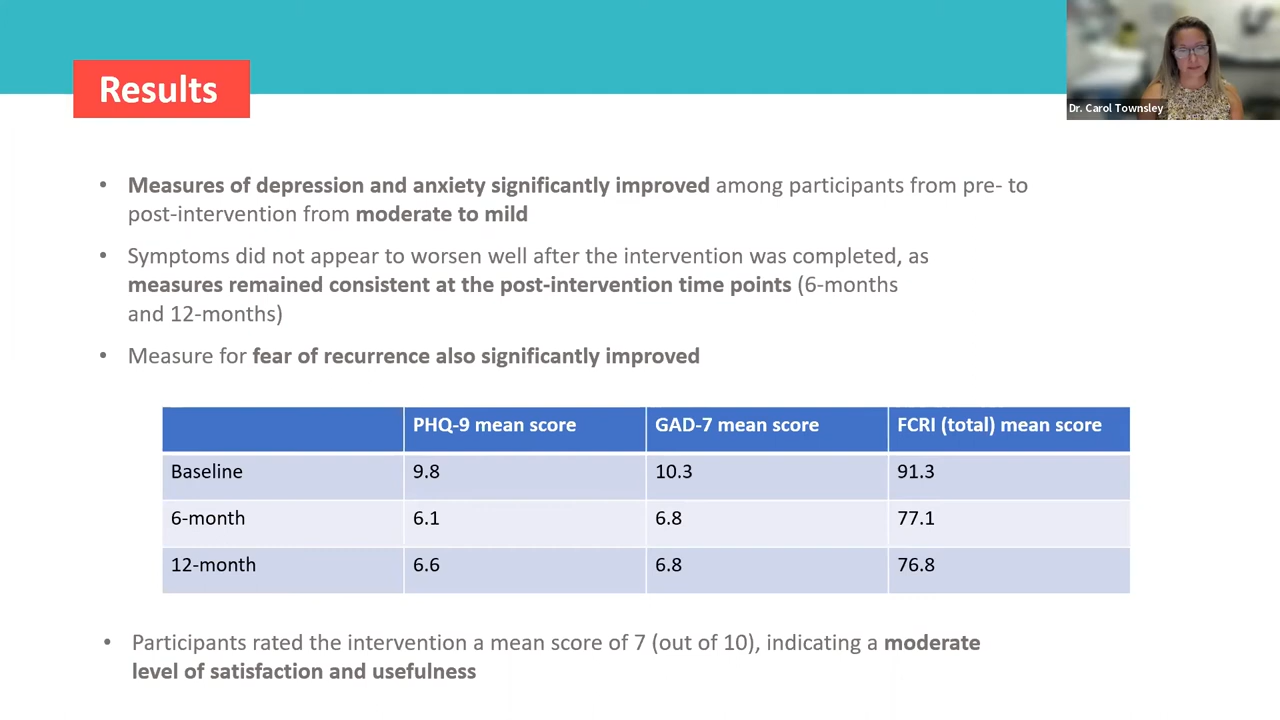 Results
Dr. Carol Townsley
• Measures of depression and anxiety significantly improved among participants from pre- to
post-intervention from moderate to mild
• Symptoms did not appear to worsen well after the intervention was completed, as
measures remained consistent at the post-intervention time points (6-months
and 12-months)
• Measure for fear of recurrence also significantly improved
PHQ-9 mean score GAD-7 mean score FCRI (total) mean score
Baseline 9.8 10.3 91.3
6-month 6.1 6.8 77.1
12-month 6.6 6.8 76.8
• Participants rated the intervention a mean score of 7 (out of 10), indicating a moderate
level of satisfaction and usefulness